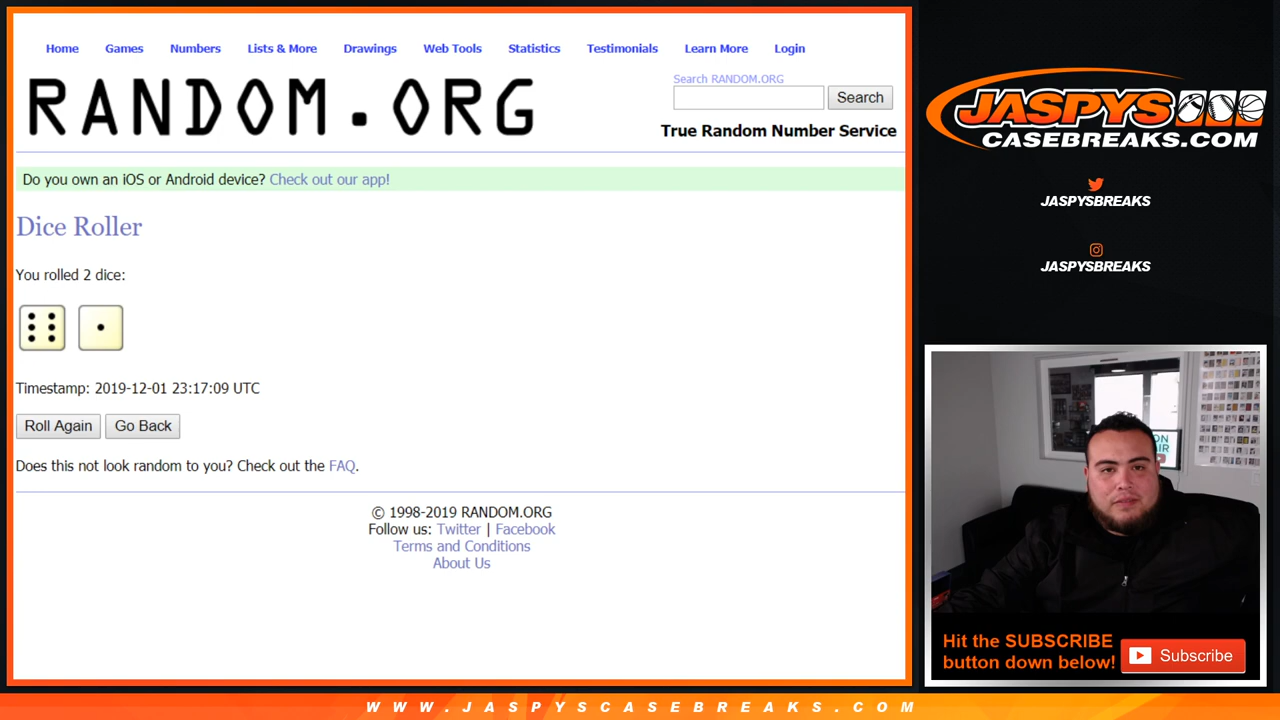 Home Games Numbers Lists & More Drawings Web Tools Statistics Testimonials Learn More Login
RANDOM.ORG
Search RANDOM.ORG
Search
True Random Number Service
Do you own an iOS or Android device? Check out our app!
Dice Roller
You rolled 2 dice:
Timestamp: 2019-12-01 23:17:09 UTC
Roll Again Go Back
Does this not look random to you? Check out the FAQ.
© 1998-2019 RANDOM.ORG
Follow us: Twitter | Facebook
Terms and Conditions
About Us
JASPYS
CASEBREAKS.COM
JASPYSBREAKS
JASPYSBREAKS
ON
AIR
Hit the SUBSCRIBE
button down below!
Subscribe
WWW.JASPYSCASEBREAKS.COM